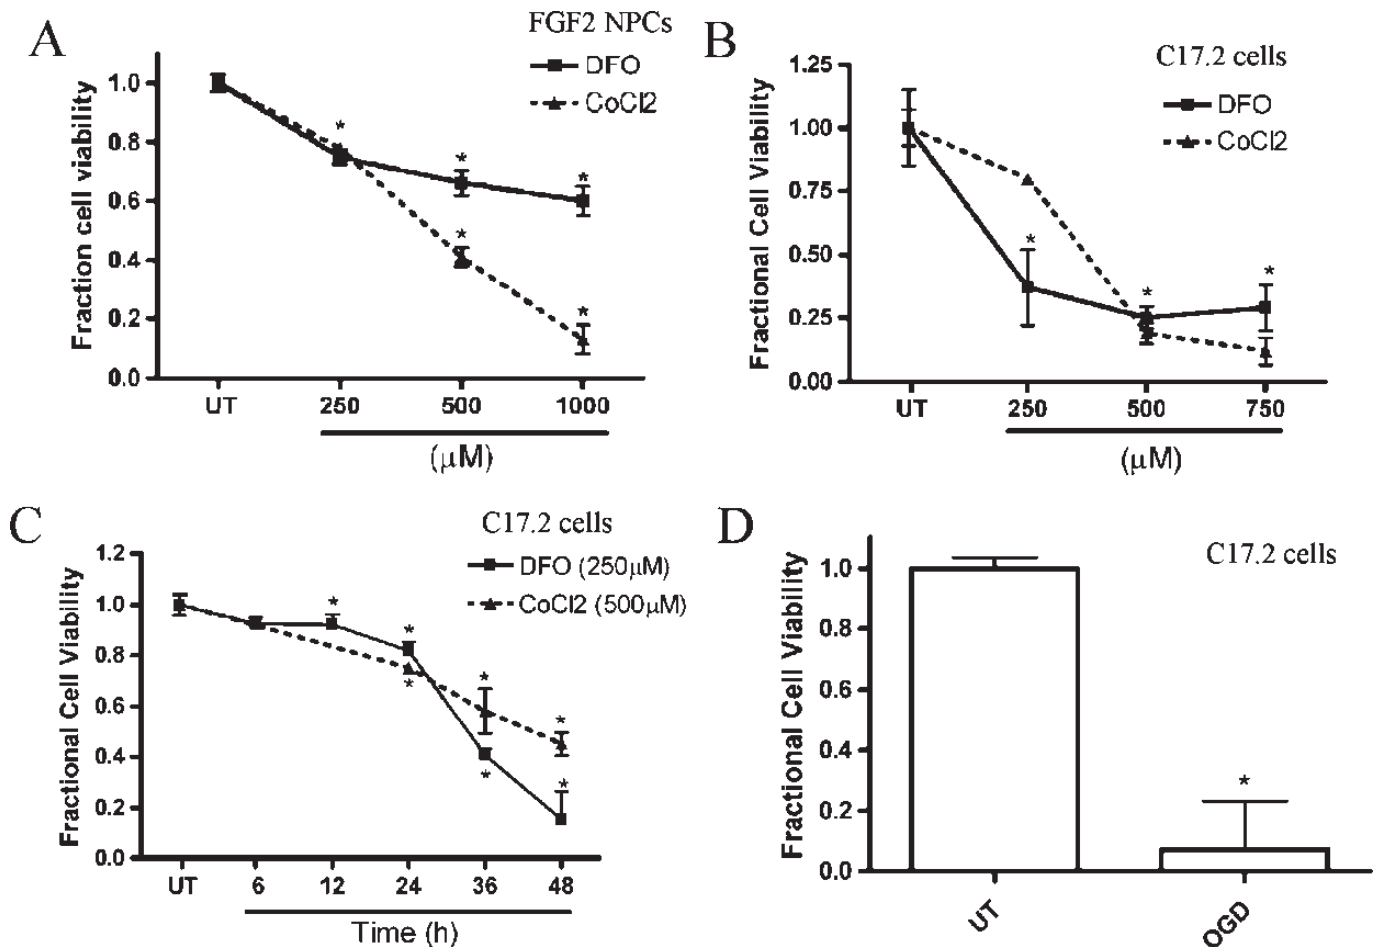 A
FGF2 NPCs
DFO
CoCl2
Fraction cell viability
1.0
0.8
0.6
0.4
0.2
0.0
*
*
*
*
*
UT 250 500 1000
(μM)
B
C17.2 cells
DFO
CoCl2
Fractional Cell Viability
1.25
1.00
0.75
0.50
0.25
0.00
*
*
*
UT 250 500 750
(μM)
C
C17.2 cells
DFO (250μM)
CoCl2 (500μM)
Fractional Cell Viability
1.2
1.0
0.8
0.6
0.4
0.2
0.0
*
*
*
*
*
*
*
UT 6 12 24 36 48
Time (h)
D
C17.2 cells
Fractional Cell Viability
1.0
0.8
0.6
0.4
0.2
0.0
*
UT
OGD